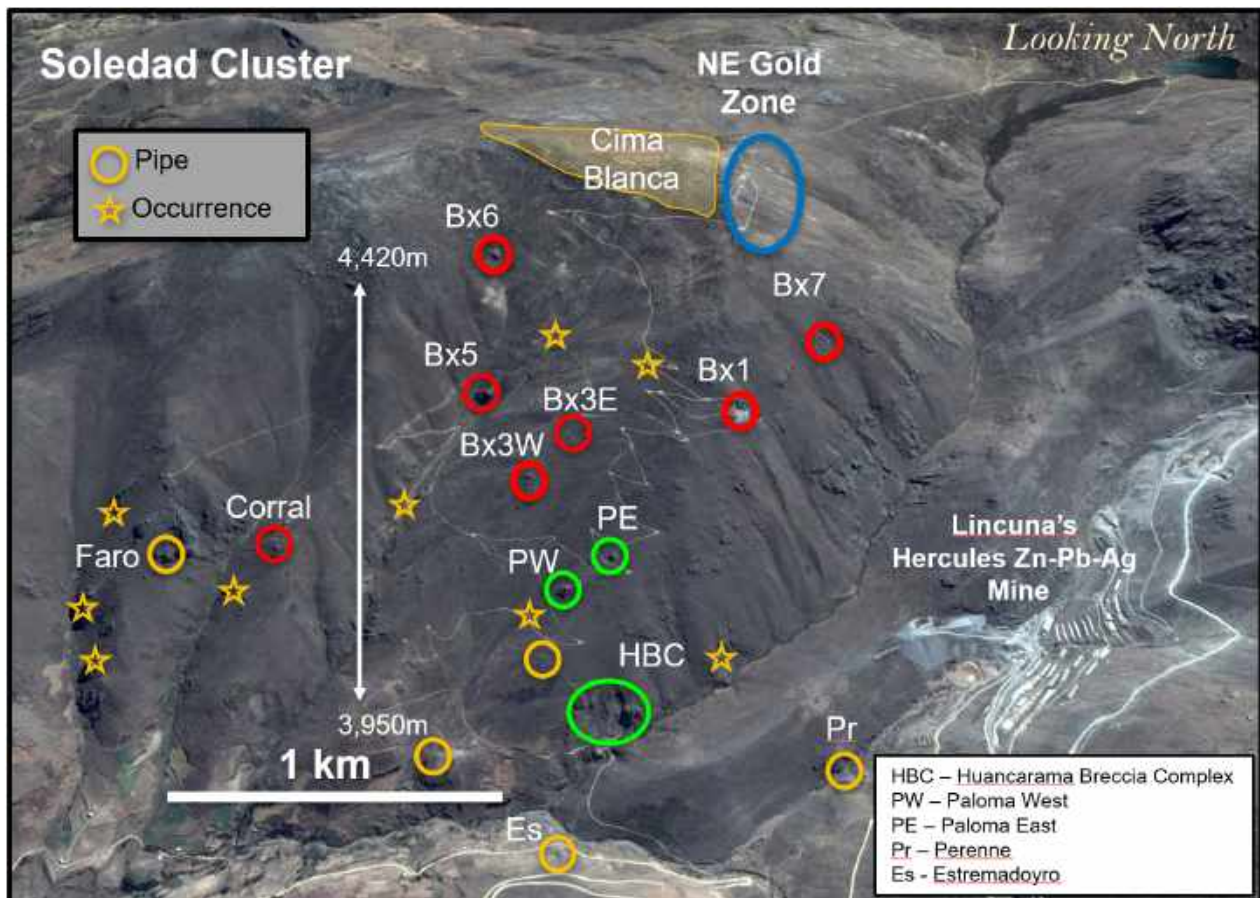 Looking North
Soledad Cluster
NE Gold
Zone
Pipe
Occurrence
Cima
Blanca
Bx6
4,420m
Bx7
Bx5
Bx1
Bx3E
Bx3W
Corral
PE
Faro
PW
Lincuna's
Hercules Zn-Pb-Ag
Mine
HBC
3,950m
Pr
1 km
Es
HBC – Huancarama Breccia Complex
PW – Paloma West
PE – Paloma East
Pr – Perenne
Es - Estremadoyro